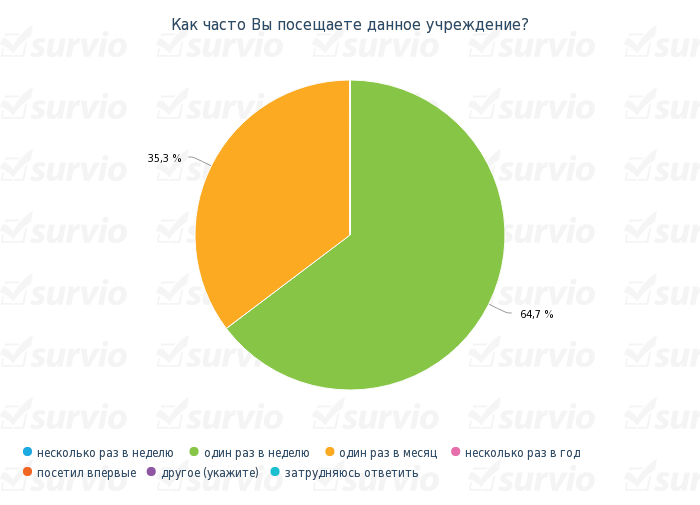 Как часто Вы посещаете данное учреждение?
35,3 %
64,7 %
несколько раз в неделю один раз в неделю один раз в месяц несколько раз в год
посетил впервые другое (укажите) затрудняюсь ответить
survio